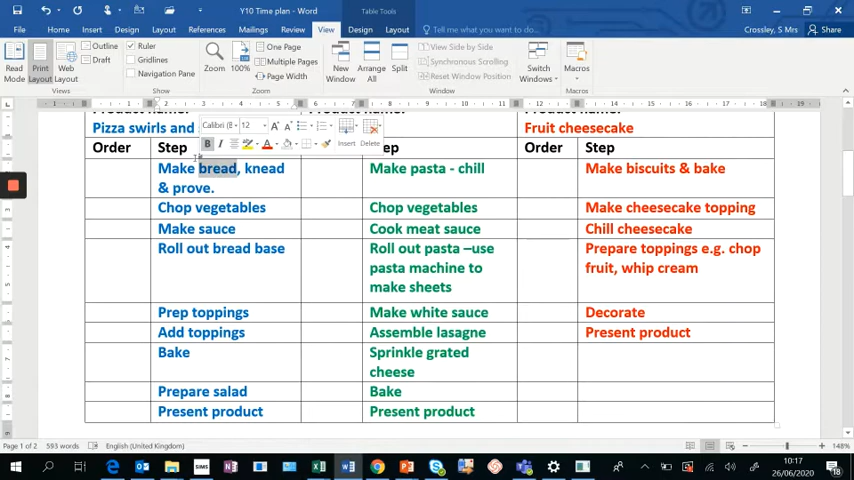 Y10 Time plan - Word
Table Tools
Crossley, S Mrs
File
Home
Insert
Draw
Design
Layout
References
Mailings
Review
View
Design
Layout
Tell me what you want to do...
Share
Read Mode
Print Layout
Web Layout
Outline
Draft
Views
Ruler
Gridlines
Navigation Pane
Show
Zoom
100%
One Page
Multiple Pages
Page Width
Zoom
New Window
Arrange All
Split
View Side by Side
Synchronous Scrolling
Reset Window Position
Window
Switch Windows
Macros
Macros
Pizza swirls and
Fruit cheesecake
Calibri (E
12
Insert
Delete
Order
Step
Order
Step
Make bread, knead & prove.
Make pasta - chill
Make biscuits & bake
Chop vegetables
Chop vegetables
Make cheesecake topping
Make sauce
Cook meat sauce
Chill cheesecake
Roll out bread base
Roll out pasta –use pasta machine to make sheets
Prepare toppings e.g. chop fruit, whip cream
Prep toppings
Make white sauce
Decorate
Add toppings
Assemble lasagne
Present product
Bake
Sprinkle grated cheese
Prepare salad
Bake
Present product
Present product
Page 1 of 2
593 words
English (United Kingdom)
148%
SIMS
10:17
26/06/2020